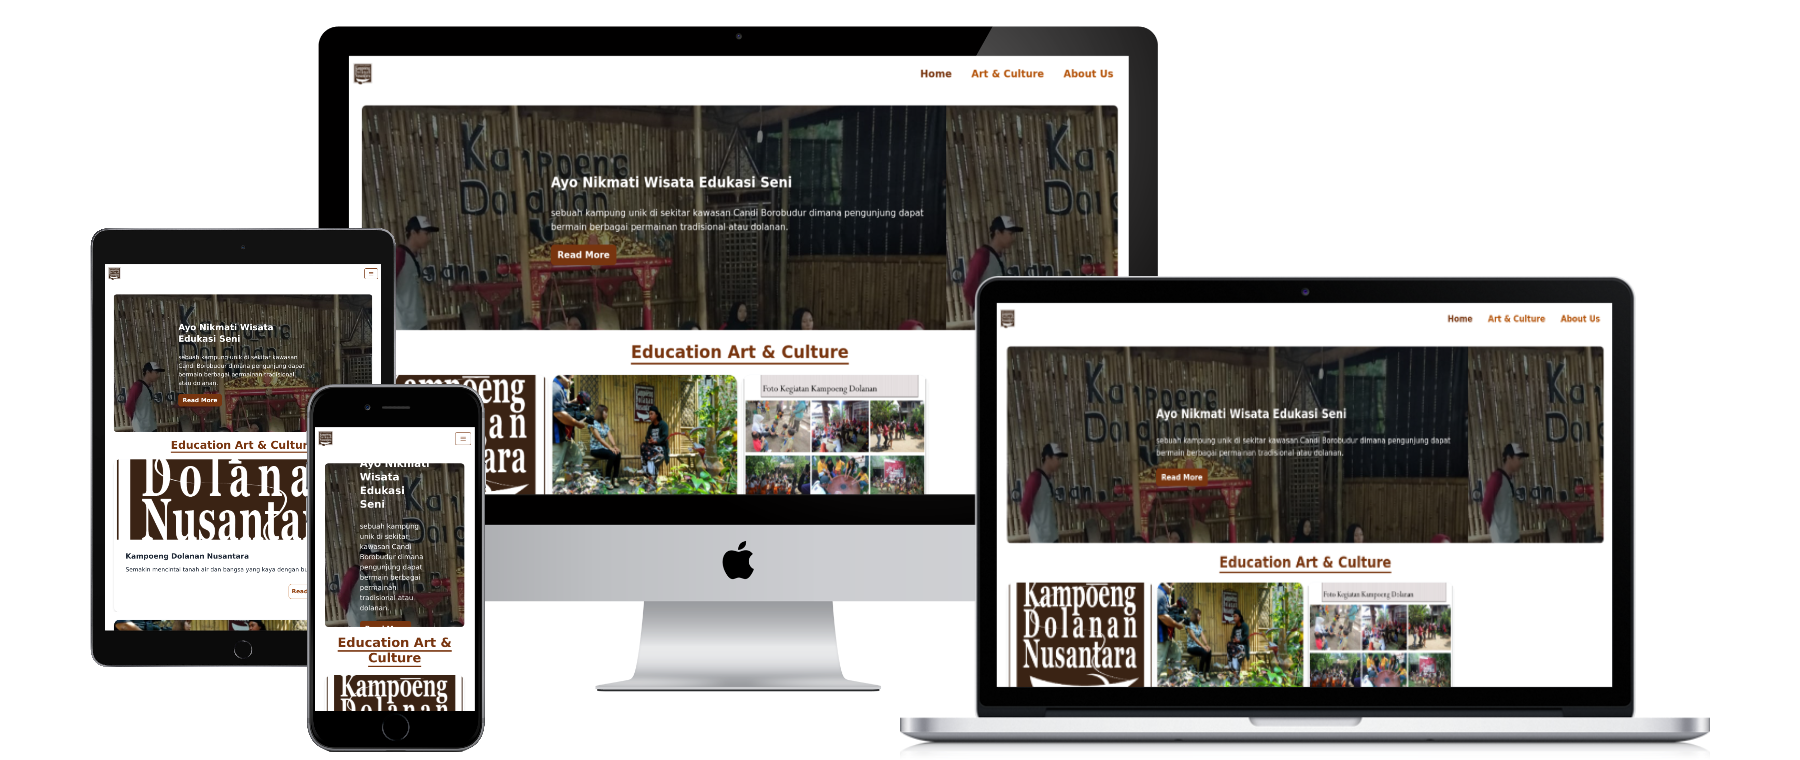 Home Art & Culture About Us
Kampoeng
Dolanan
Ka
Dolan
Ayo Nikmati Wisata Edukasi Seni
sebuah kampung unik di sekitar kawasan Candi Borobudur dimana pengunjung dapat
bermain berbagai permainan tradisional atau dolanan.
Read More
Education Art & Culture
Foto Kegiatan Kampoeng Dolanan
Ayo Nikmati Wisata
Edukasi Seni
sebuah kampung unik di sekitar kawasan
Candi Borobudur dimana pengunjung dapat
bermain berbagai permainan tradisional
atau dolanan.
Read More
Education Art & Cultur
Dolana
Nusantar
Kampoeng Dolanan Nusantara
Semakin mencintai tanah air dan bangsa yang kaya dengan bu
Read
Ayo Nikmati
Wisata
Edukasi
Seni
sebuah kampung
unik di sekitar
kawasan Candi
Borobudur dimana
pengunjung dapat
bermain berbagai
permainan
tradisional atau
dolanan.
Read More
Education Art &
Culture
Kampoeng
Dolanan
Home Art & Culture About Us
Ayo Nikmati Wisata Edukasi Seni
sebuah kampung unik di sekitar kawasan Candi Borobudur dimana pengunjung dapat
bermain berbagai permainan tradisional atau dolanan.
Read More
Education Art & Culture
Kampoeng
Dolanan
Nusantara
Foto Kegiatan Kampoeng Dolanan